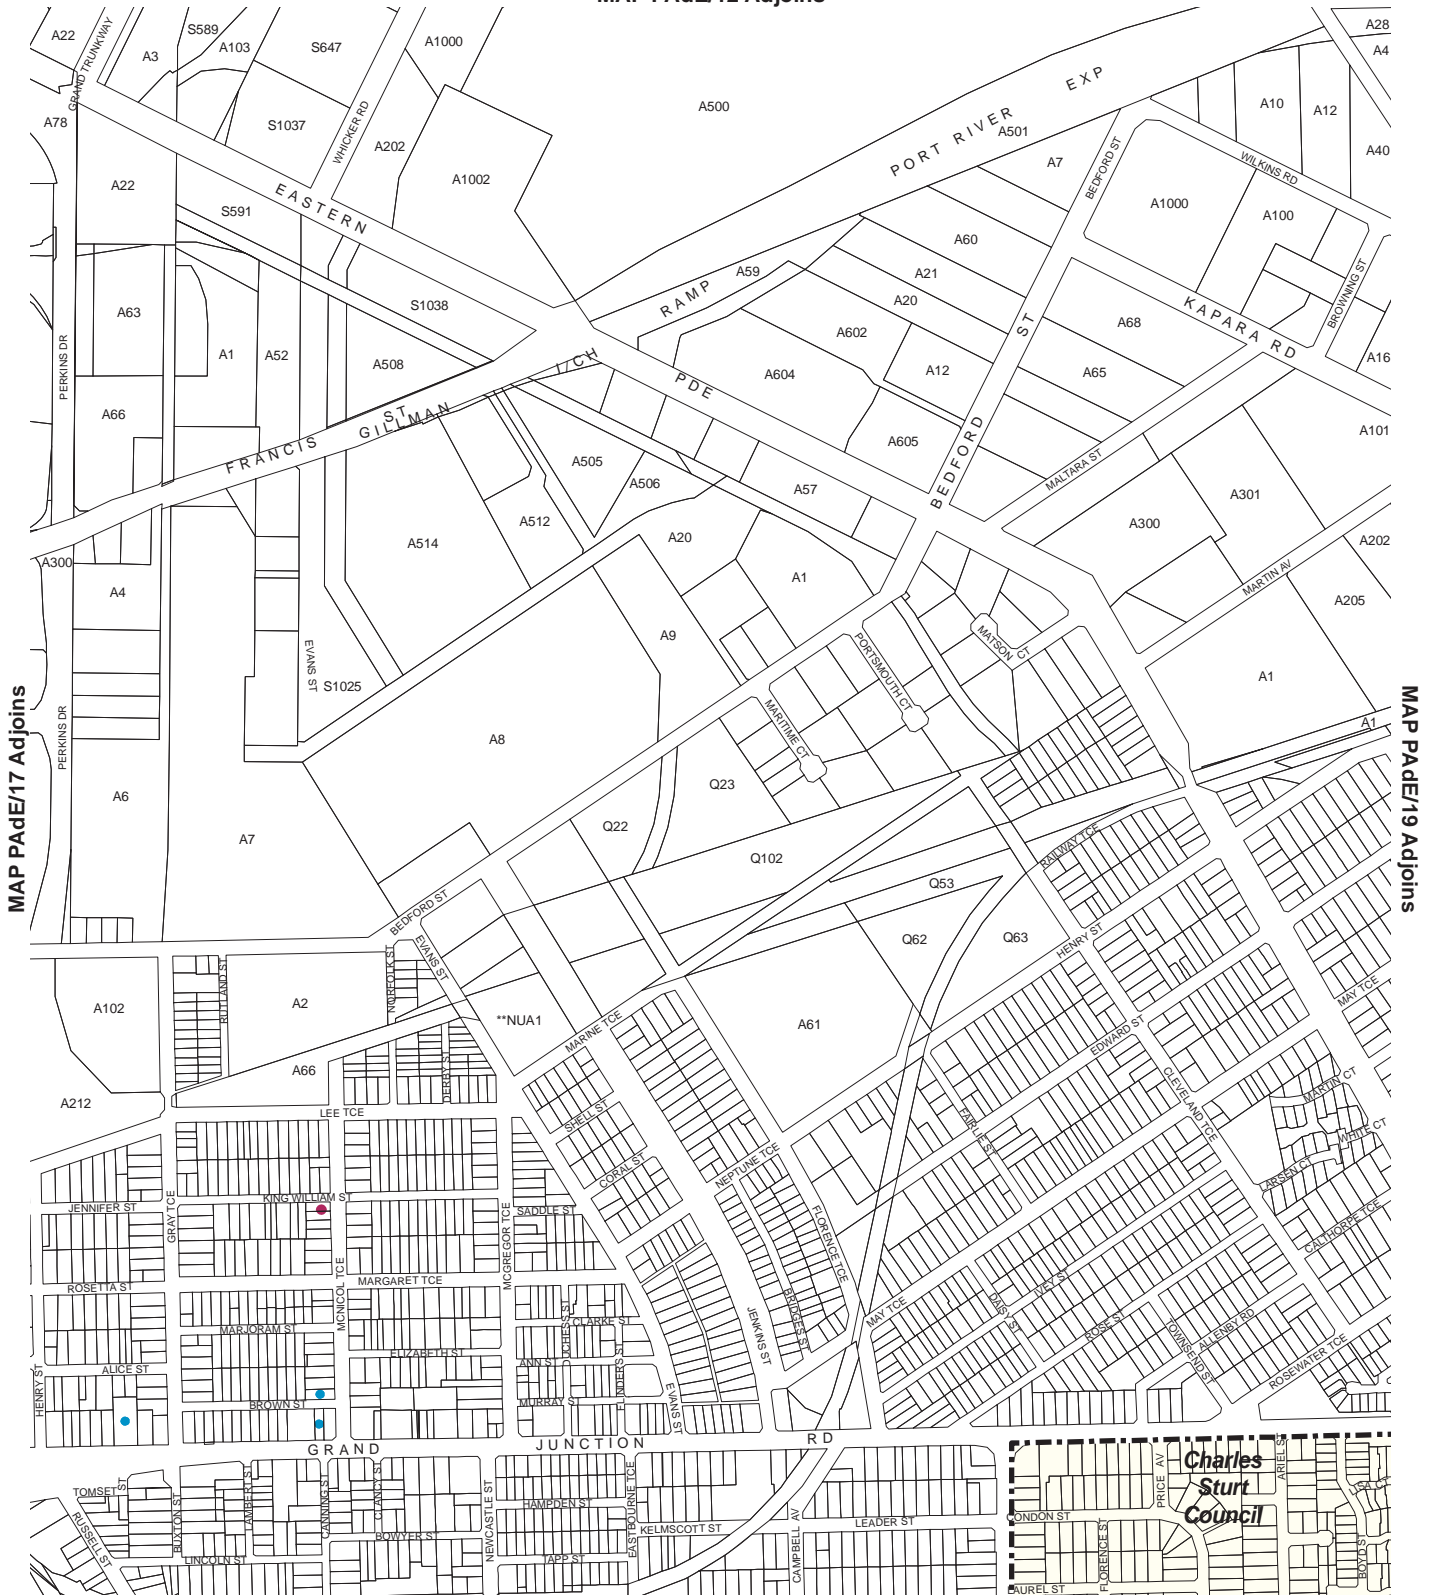 A22
GRAND TRUNKWAY
A3
S589
A103
S647
A1000
A500
PORT RIVER EXP
A28
A4
A78
S1037
WHICKER RD
A202
A1002
A501
A7
BEDFORD ST
A10
A12
WILKINS RD
A40
A22
S591
EASTERN
A1000
A100
A60
A59
RAMP
A21
A20
BROWNING ST
A63
S1038
A602
ST
A68
KAPARA RD
PERKINS DR
A1
A52
A508
I/CH
PDE
A604
A12
A65
A16
A66
FRANCIS ST
GILLMAN
A605
BEDFORD
A101
A505
A506
A57
MALTARA ST
A301
A300
A514
A512
A20
A202
A300
A4
A1
MARTIN AV
A205
A9
PORTSMOUTH CT
MATSON CT
EVANS ST
S1025
A1
MAP PAdE/17 Adjoins
MAP PAdE/19 Adjoins
PERKINS DR
A8
MARITIME CT
A1
A6
Q23
A7
Q22
Q102
RAILWAY TCE
Q53
BEDFORD ST
EVANS ST
Q62
Q63
HENRY ST
A102
RUTLAND ST
A2
NORFOLK ST
MAY TCE
**NUA1
MARINE TCE
A61
EDWARD ST
A66
DERBY ST
CLEVELAND TCE
MARTIN CT
A212
LEE TCE
SHELL ST
FAIRLIE ST
WHITE CT
CORAL ST
NEPTUNE TCE
LARSEN CT
KING WILLIAM ST
JENNIFER ST
GRAY TCE
SADDLE ST
MCGREGOR TCE
FLORENCE TCE
CALTHORPE TCE
ROSETTA ST
MCNICOL TCE
MARGARET TCE
IVEY ST
DAISY ST
MARJORAM ST
DUCHESS ST
CLARKE ST
BRIDGES ST
JENKINS ST
MAY TCE
ROSE ST
TOWNSEND ST
ALLENBY RD
ELIZABETH ST
ANN ST
FLINDERS ST
ROSEWATER TCE
ALICE ST
HENRY ST
MURRAY ST
EVANS ST
BROWN ST
GRAND JUNCTION RD
Charles
Sturt
Council
PRICE AV
ARIEL ST
TOMSET ST
RUSSELL ST
BUXTON ST
LAMBERT ST
CANNING ST
CLANCY ST
NEWCASTLE ST
HAMPDEN ST
EASTBOURNE TCE
KELMSCOTT ST
CAMPBELL AV
LEADER ST
CONDON ST
BOWYER ST
LINCOLN ST
TAPP ST
FLORENCE ST
BOYD ST
LAUREL ST